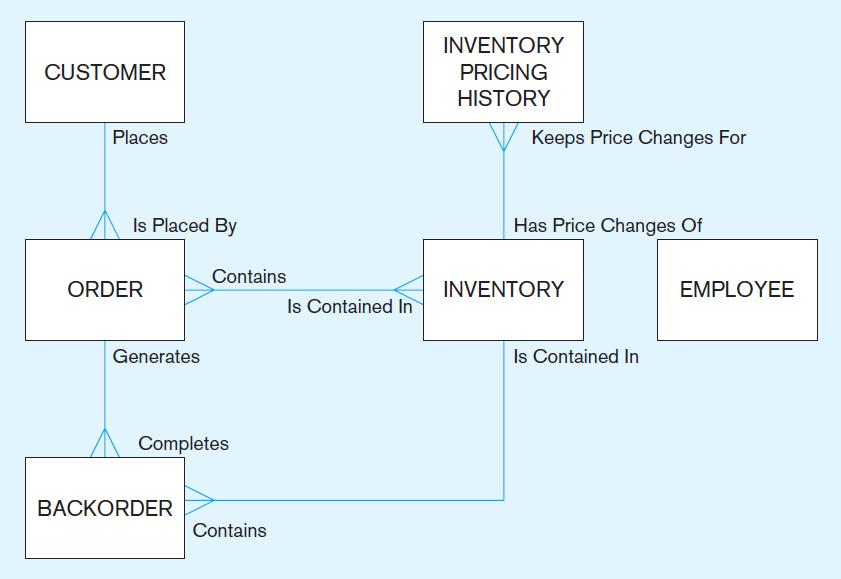 CUSTOMER
INVENTORY
PRICING
HISTORY
Places
Keeps Price Changes For
Is Placed By
Has Price Changes Of
ORDER
Contains
Is Contained In
INVENTORY
EMPLOYEE
Generates
Is Contained In
Completes
BACKORDER
Contains